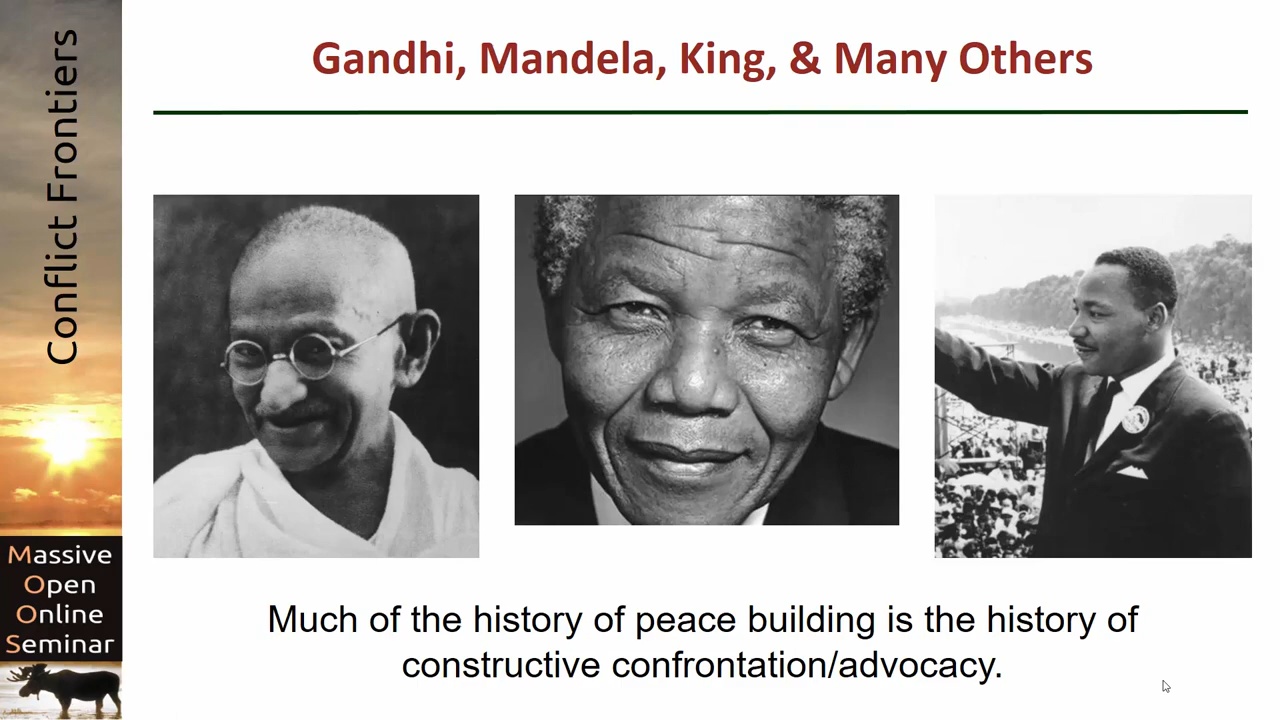 Conflict Frontiers
Gandhi, Mandela, King, & Many Others
Much of the history of peace building is the history of
constructive confrontation/advocacy.
Massive
Open
Online
Seminar